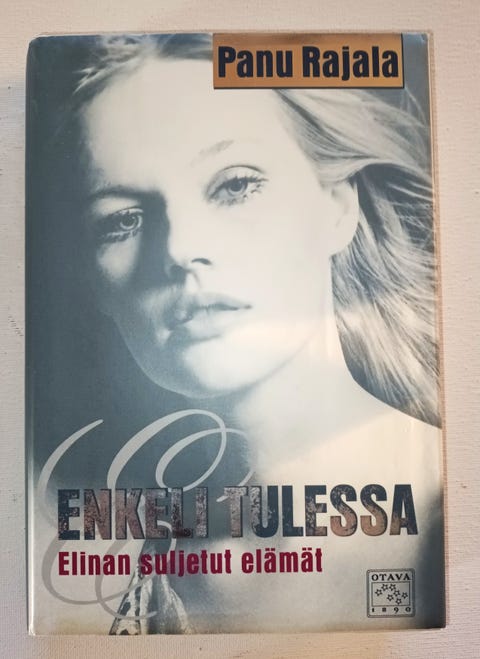 Panu Rajala
E
ENKELI TULESSA
Elinan suljetut elämät
OTAVA
1890